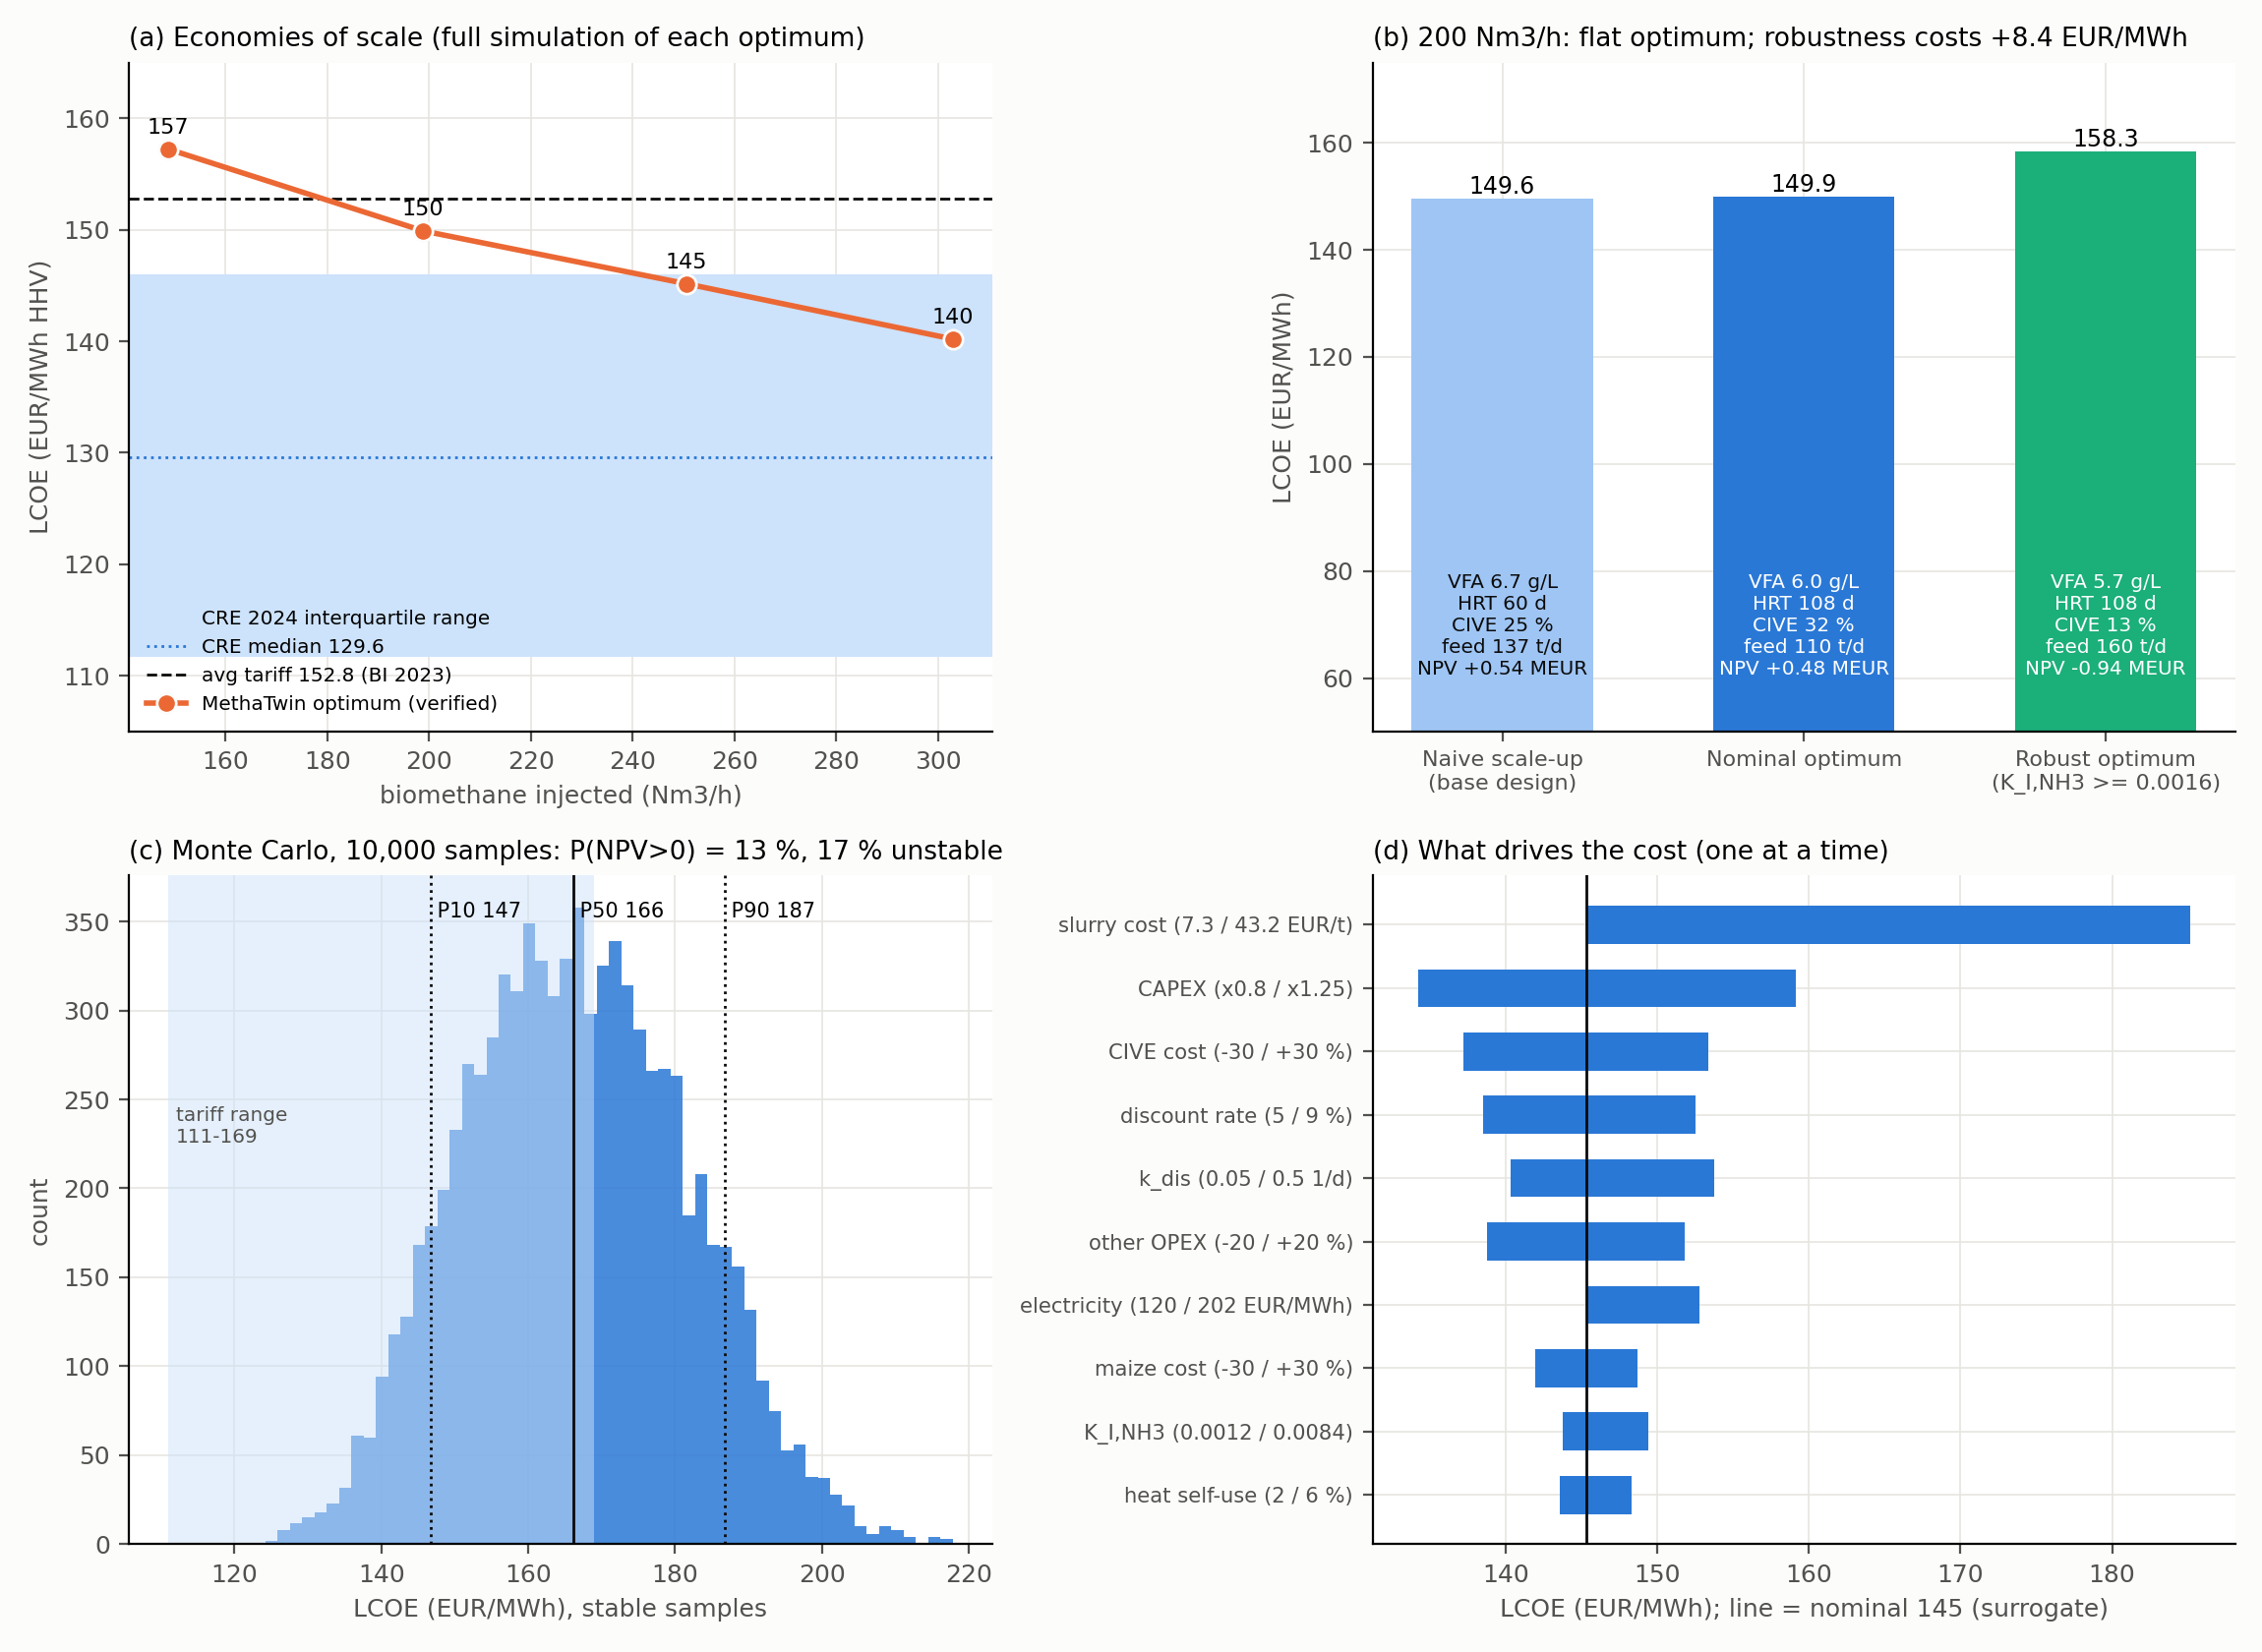 (a) Economies of scale (full simulation of each optimum)
LCOE (EUR/MWh HHV)
160
150
140
130
120
110
157
150
145
140
CRE 2024 interquartile range
CRE median 129.6
avg tariff 152.8 (BI 2023)
MethaTwin optimum (verified)
160 180 200 220 240 260 280 300
biomethane injected (Nm3/h)
(b) 200 Nm3/h: flat optimum; robustness costs +8.4 EUR/MWh
LCOE (EUR/MWh)
160
140
120
100
80
60
149.6
149.9
158.3
VFA 6.7 g/L
HRT 60 d
CIVE 25 %
feed 137 t/d
NPV +0.54 MEUR
VFA 6.0 g/L
HRT 108 d
CIVE 32 %
feed 110 t/d
NPV +0.48 MEUR
VFA 5.7 g/L
HRT 108 d
CIVE 13 %
feed 160 t/d
NPV -0.94 MEUR
Naive scale-up
(base design)
Nominal optimum
Robust optimum
(K_I,NH3 >= 0.0016)
(c) Monte Carlo, 10,000 samples: P(NPV>0) = 13 %, 17 % unstable
count
350
300
250
200
150
100
50
0
P10 147
P50 166
P90 187
tariff range
111-169
120 140 160 180 200 220
LCOE (EUR/MWh), stable samples
(d) What drives the cost (one at a time)
slurry cost (7.3 / 43.2 EUR/t)
CAPEX (x0.8 / x1.25)
CIVE cost (-30 / +30 %)
discount rate (5 / 9 %)
k_dis (0.05 / 0.5 1/d)
other OPEX (-20 / +20 %)
electricity (120 / 202 EUR/MWh)
maize cost (-30 / +30 %)
K_I,NH3 (0.0012 / 0.0084)
heat self-use (2 / 6 %)
140 150 160 170 180
LCOE (EUR/MWh); line = nominal 145 (surrogate)